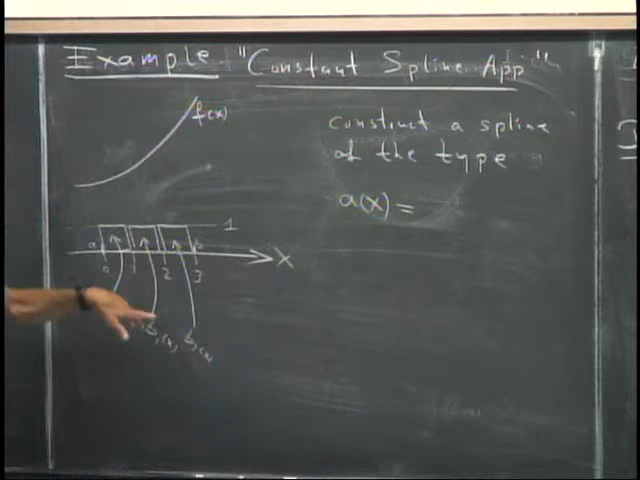 Example "Constant Spline App"
f(x)
construct a spline
of the type
a(x) =
1
X
0 1 2 3